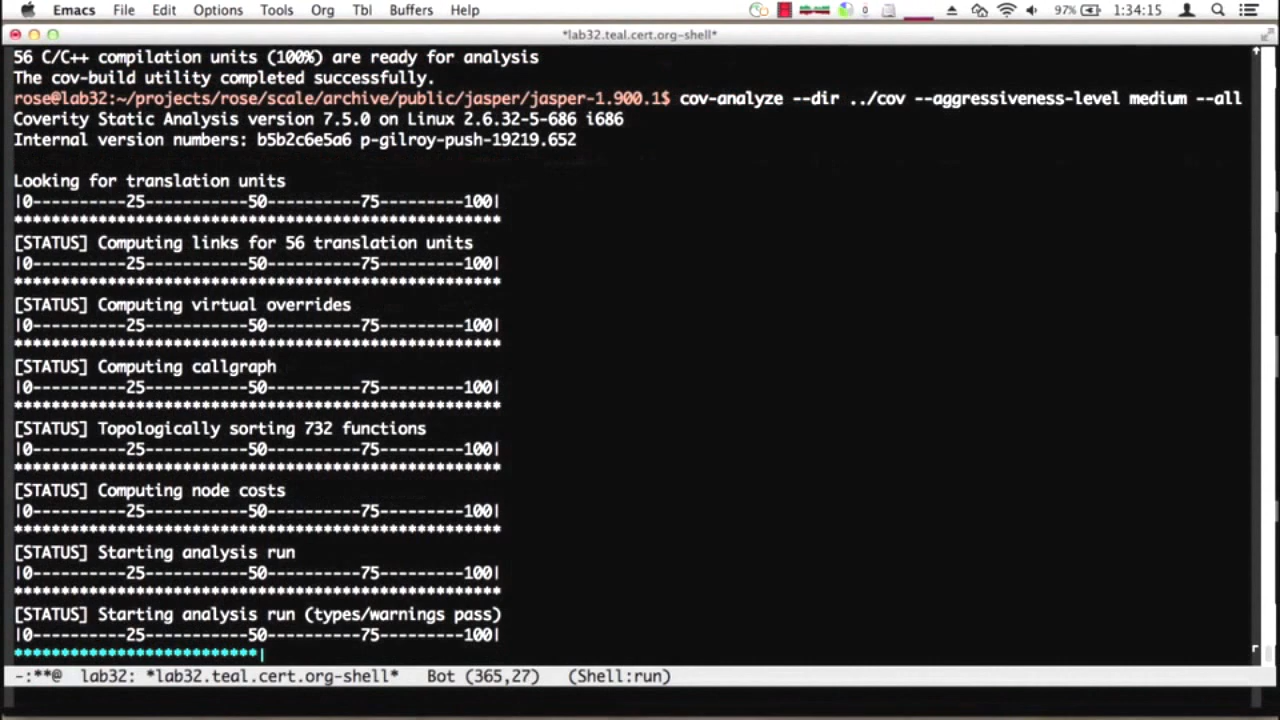 Emacs File Edit Options Tools Org Tbl Buffers Help 97% 1:34:15
*lab32.teal.cert.org-shell*
56 C/C++ compilation units (100%) are ready for analysis
The cov-build utility completed successfully.
rose@lab32:~/projects/rose/scale/archive/public/jasper/jasper-1.900.1$ cov-analyze --dir ../cov --aggressiveness-level medium --all
Coverity Static Analysis version 7.5.0 on Linux 2.6.32-5-686 i686
Internal version numbers: b5b2c6e5a6 p-gilroy-push-19219.652
Looking for translation units
|0----------25-----------50----------75---------100|
****************************************************
[STATUS] Computing links for 56 translation units
|0----------25-----------50----------75---------100|
****************************************************
[STATUS] Computing virtual overrides
|0----------25-----------50----------75---------100|
****************************************************
[STATUS] Computing callgraph
|0----------25-----------50----------75---------100|
****************************************************
[STATUS] Topologically sorting 732 functions
|0----------25-----------50----------75---------100|
****************************************************
[STATUS] Computing node costs
|0----------25-----------50----------75---------100|
****************************************************
[STATUS] Starting analysis run
|0----------25-----------50----------75---------100|
****************************************************
[STATUS] Starting analysis run (types/warnings pass)
|0----------25-----------50----------75---------100|
**************************
-:**@ lab32: *lab32.teal.cert.org-shell* Bot (365,27) (Shell:run)